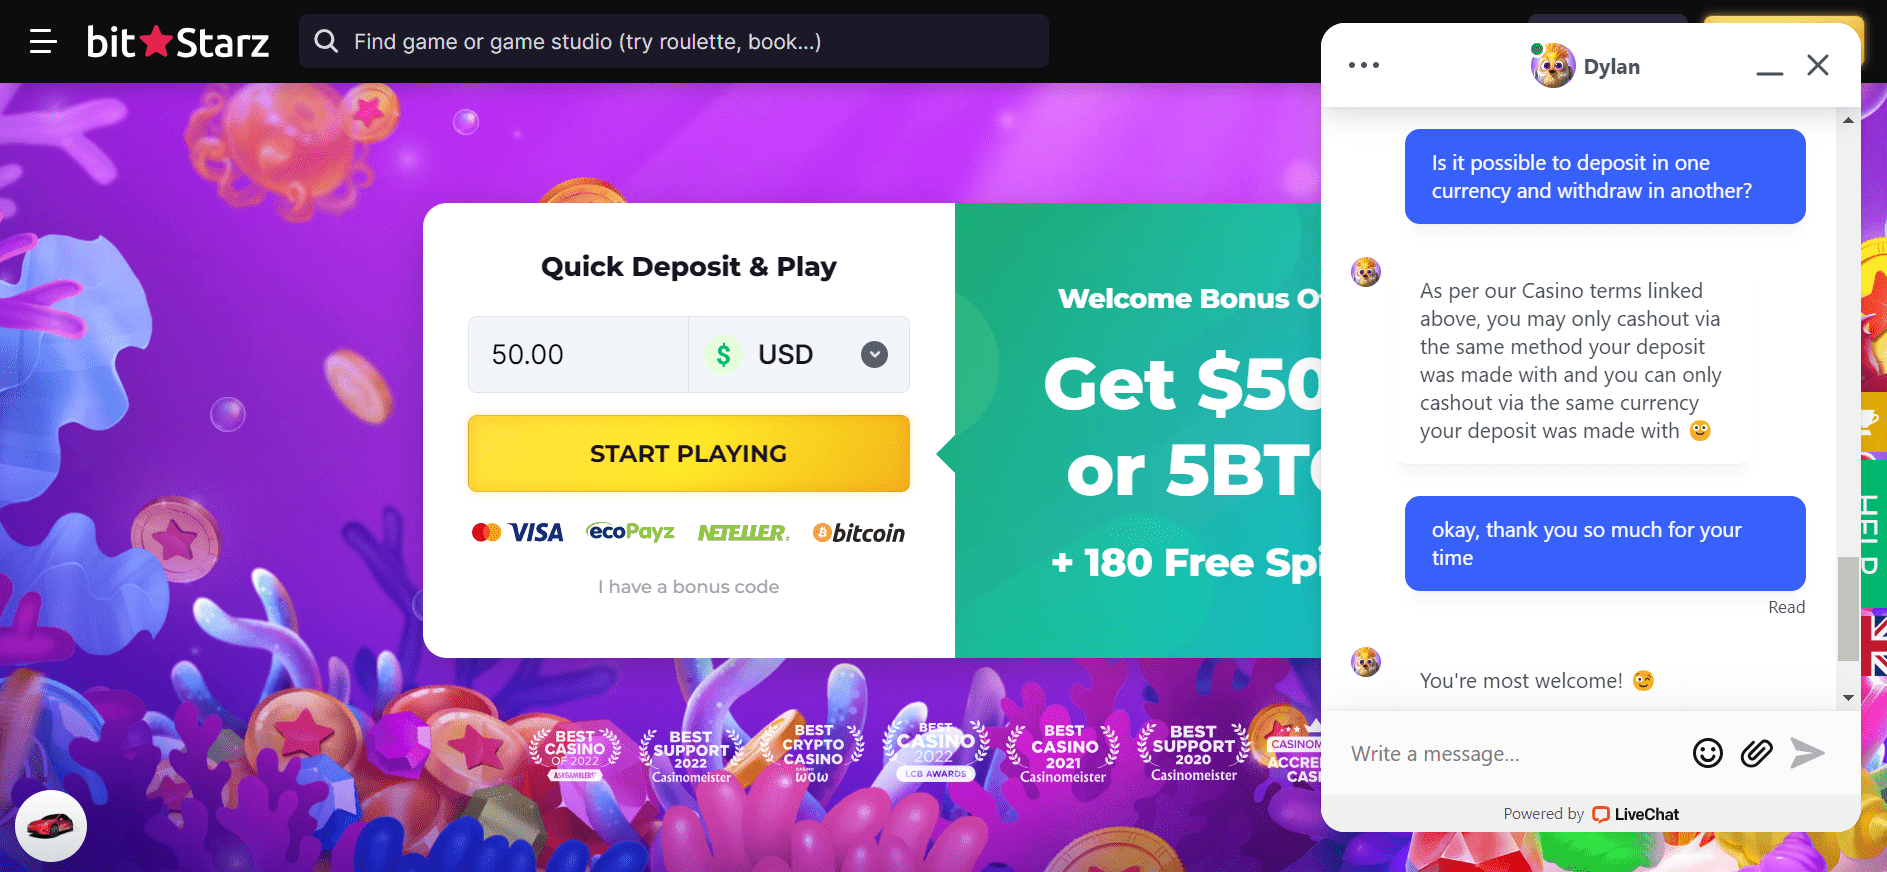 bit Starz
Find game or game studio (try roulette, book...)
Quick Deposit & Play
50.00
$ USD
START PLAYING
VISA
ecoPayz
NETELLER.
bitcoin
I have a bonus code
Welcome Bonus
Get $50
or 5BT
+ 180 Free
BEST
CASINO
OF 2022
ASKGAMBLERS
BEST
SUPPORT
2022
Casinomeister
BEST
CRYPTO
CASINO
CASINO
WOW
BEST
CASINO
2022
LCB AWARDS
BEST
CASINO
2021
Casinomeister
BEST
SUPPORT
2020
Casinomeister
Dylan
Is it possible to deposit in one
currency and withdraw in another?
As per our Casino terms linked
above, you may only cashout via
the same method your deposit
was made with and you can only
cashout via the same currency
your deposit was made with
okay, thank you so much for your
time
Read
You're most welcome!
Write a message...
Powered by LiveChat
HELP